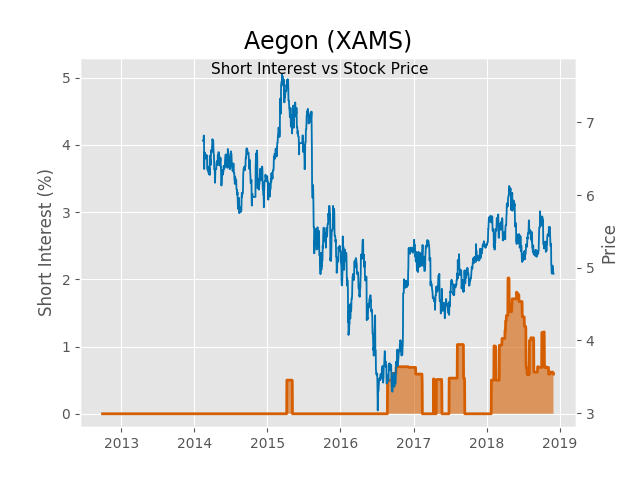 Aegon (XAMS)
Short Interest vs Stock Price
5
4
3
2
1
0
Short Interest (%)
7
6
5
4
3
Price
2013 2014 2015 2016 2017 2018 2019